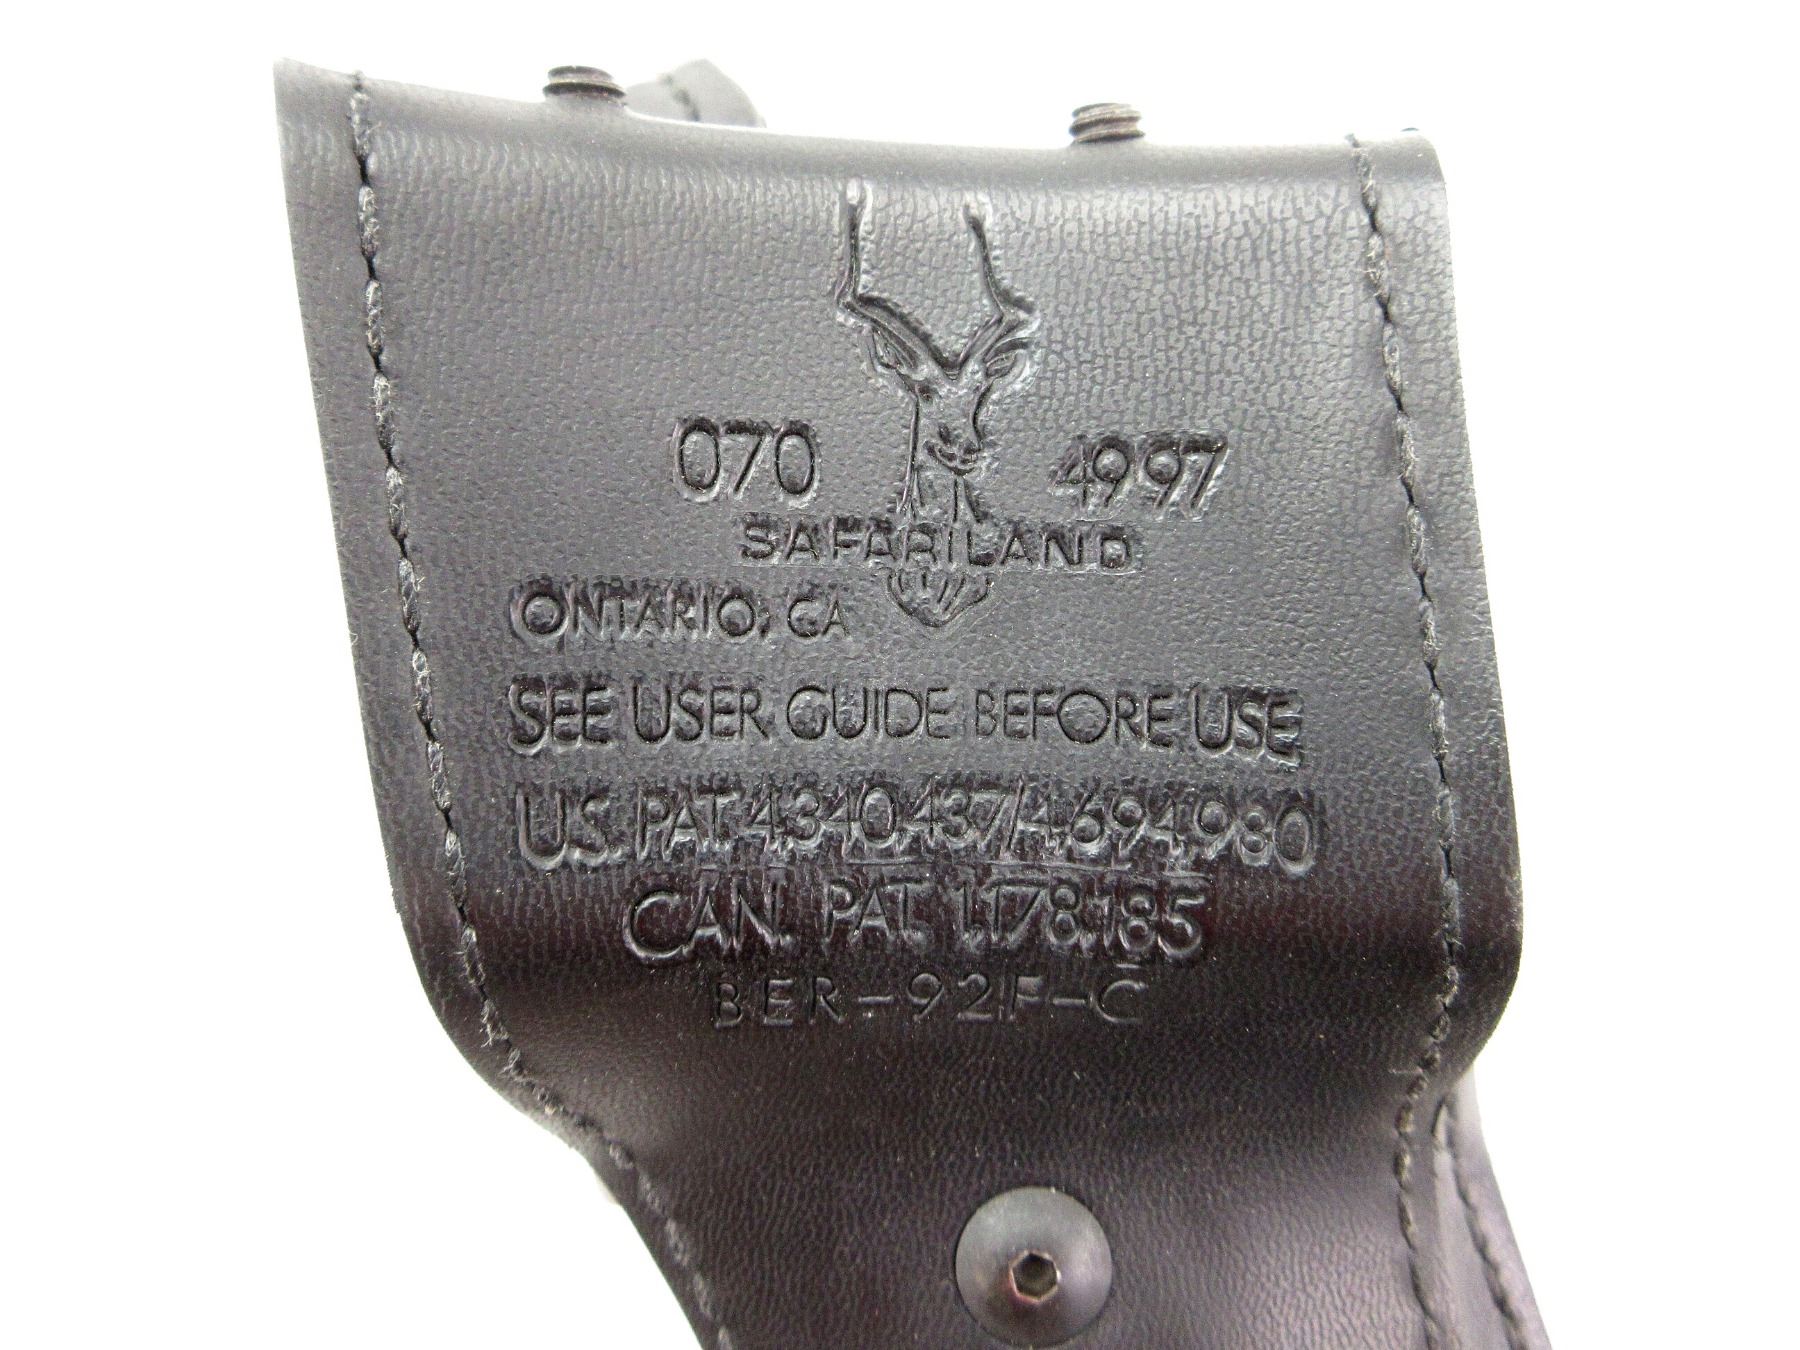 070 4997
SAFARILAND
ONTARIO, CA
SEE USER GUIDE BEFORE USE
U.S. PAT. 4,340,437/4,694,980
CAN. PAT. 1,178,185
BER-92F-C